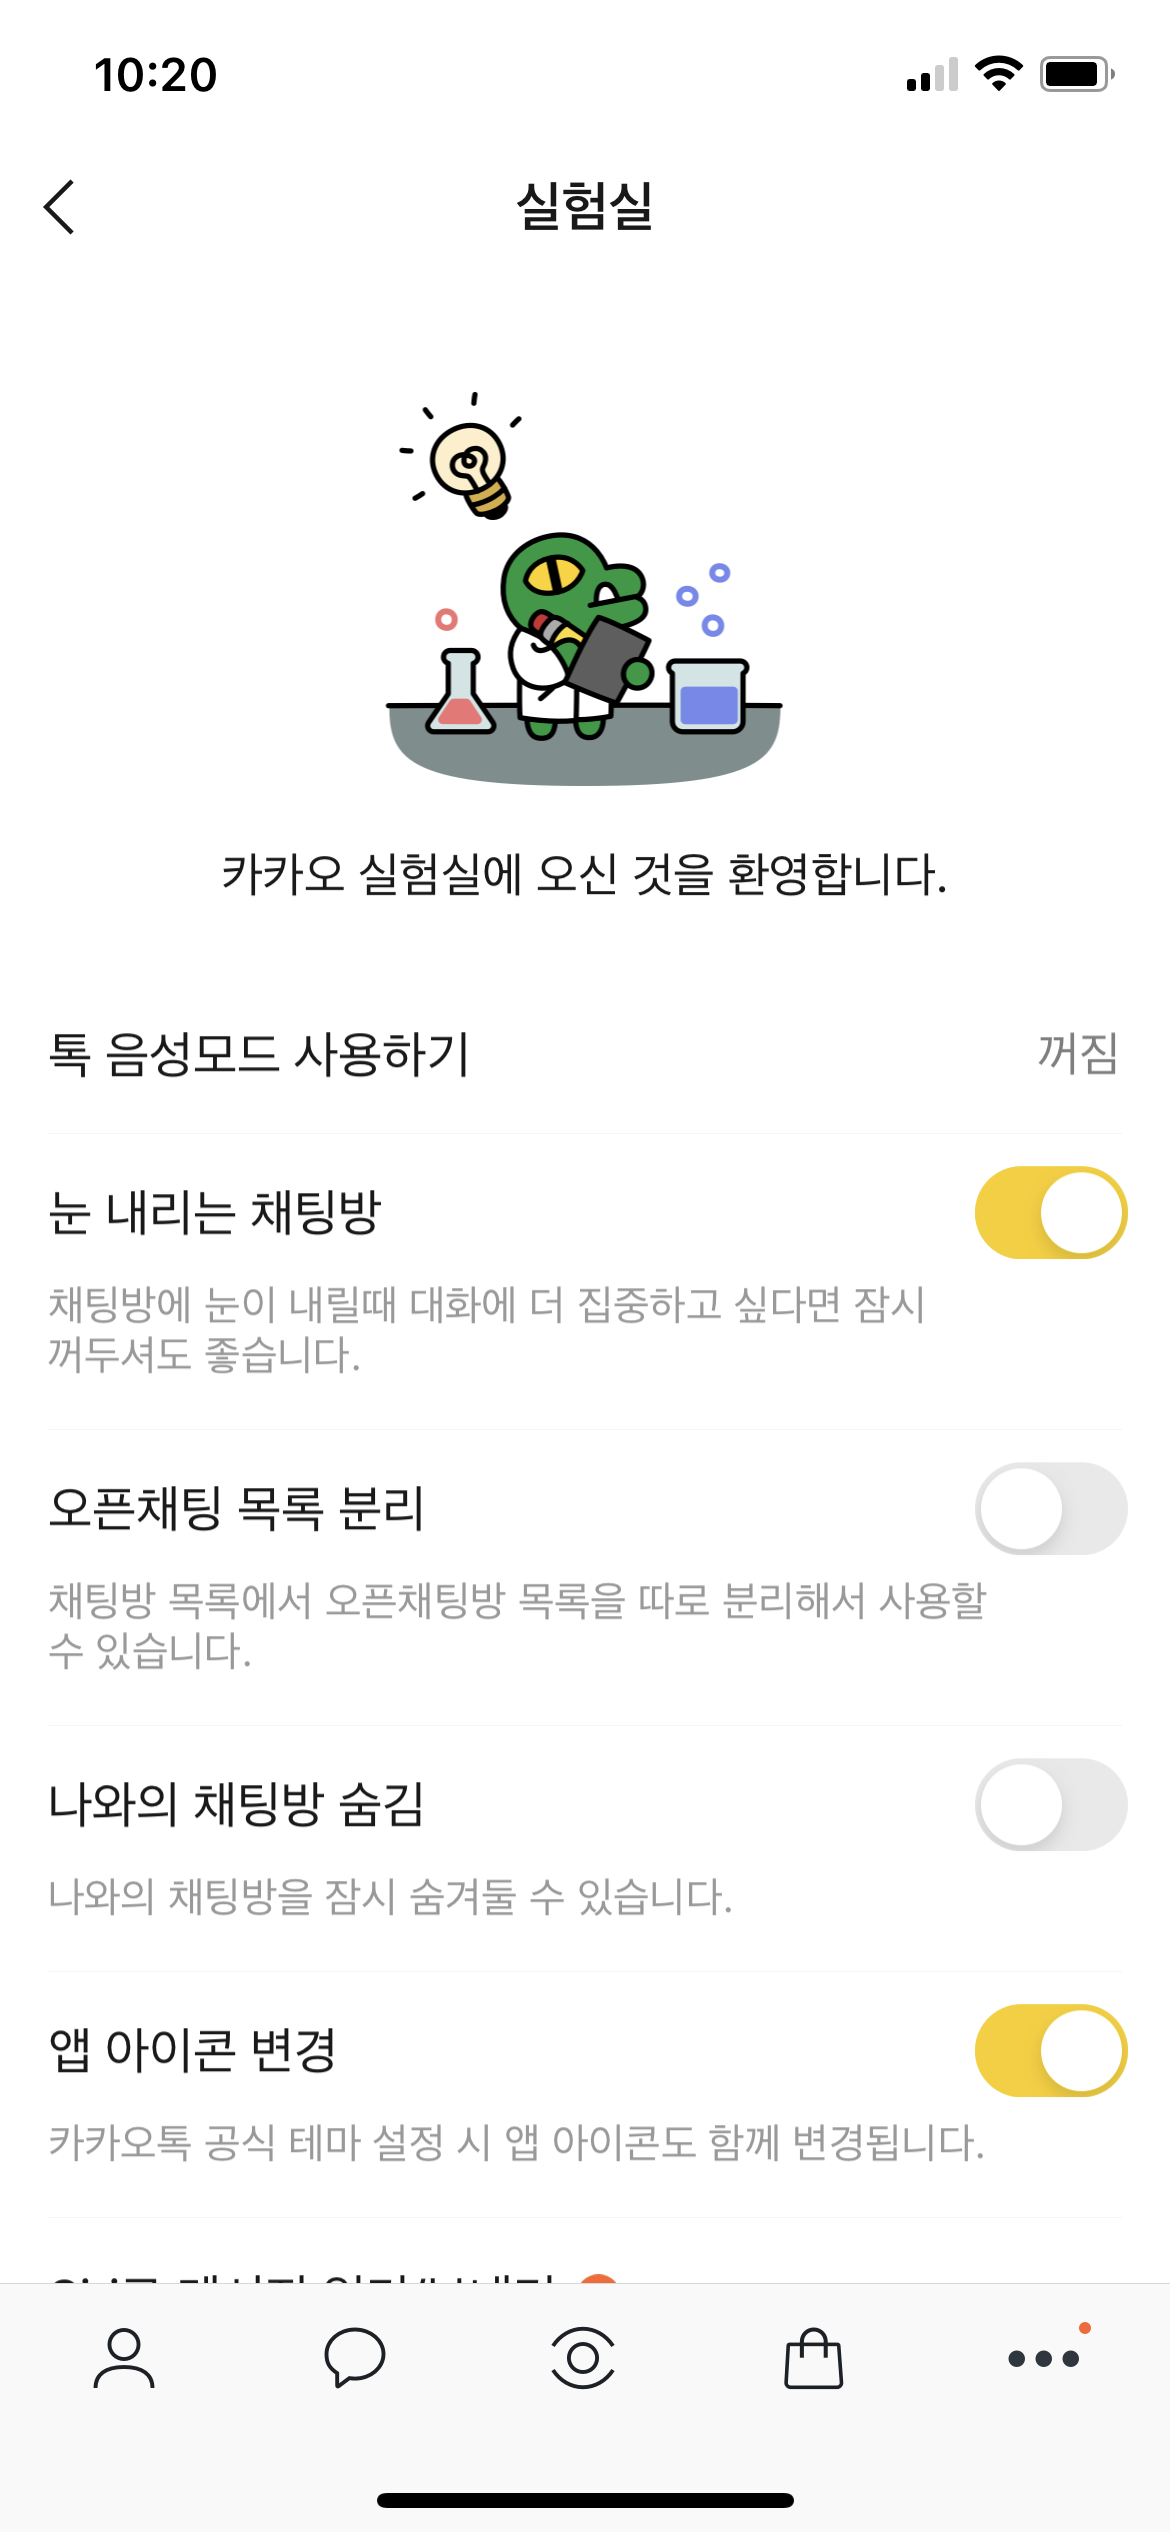 10:20
실험실
카카오 실험실에 오신 것을 환영합니다.
톡 음성모드 사용하기
꺼짐
눈 내리는 채팅방
채팅방에 눈이 내릴때 대화에 더 집중하고 싶다면 잠시
꺼두셔도 좋습니다.
오픈채팅 목록 분리
채팅방 목록에서 오픈채팅방 목록을 따로 분리해서 사용할
수 있습니다.
나와의 채팅방 숨김
나와의 채팅방을 잠시 숨겨둘 수 있습니다.
앱 아이콘 변경
카카오톡 공식 테마 설정 시 앱 아이콘도 함께 변경됩니다.